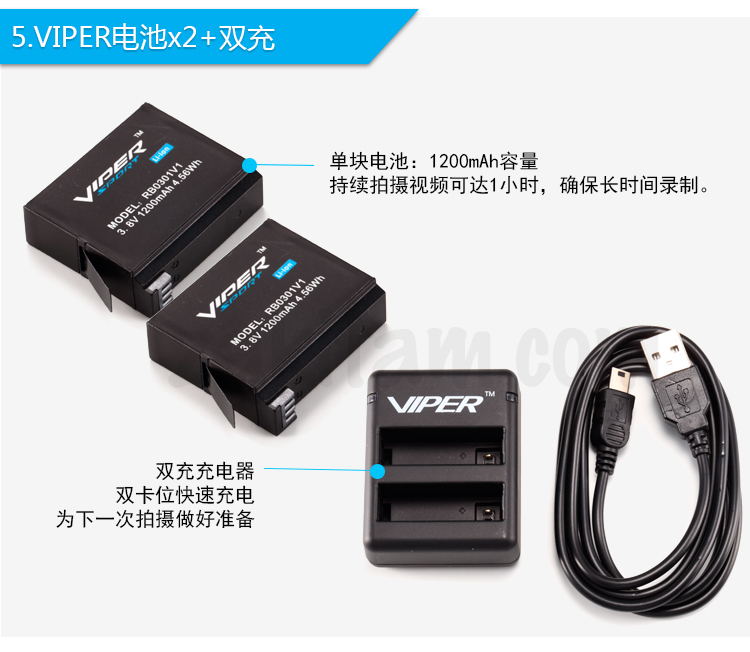 5.VIPER电池x2+双充
VIPER™
SPORT
Li-ion
MODEL: RB0301V1
3.8V 1200mAh 4.56Wh
单块电池：1200mAh容量
持续拍摄视频可达1小时，确保长时间录制。
VIPER™
SPORT
Li-ion
MODEL: RB0301V1
3.8V 1200mAh 4.56Wh
VIPER™
双充充电器
双卡位快速充电
为下一次拍摄做好准备